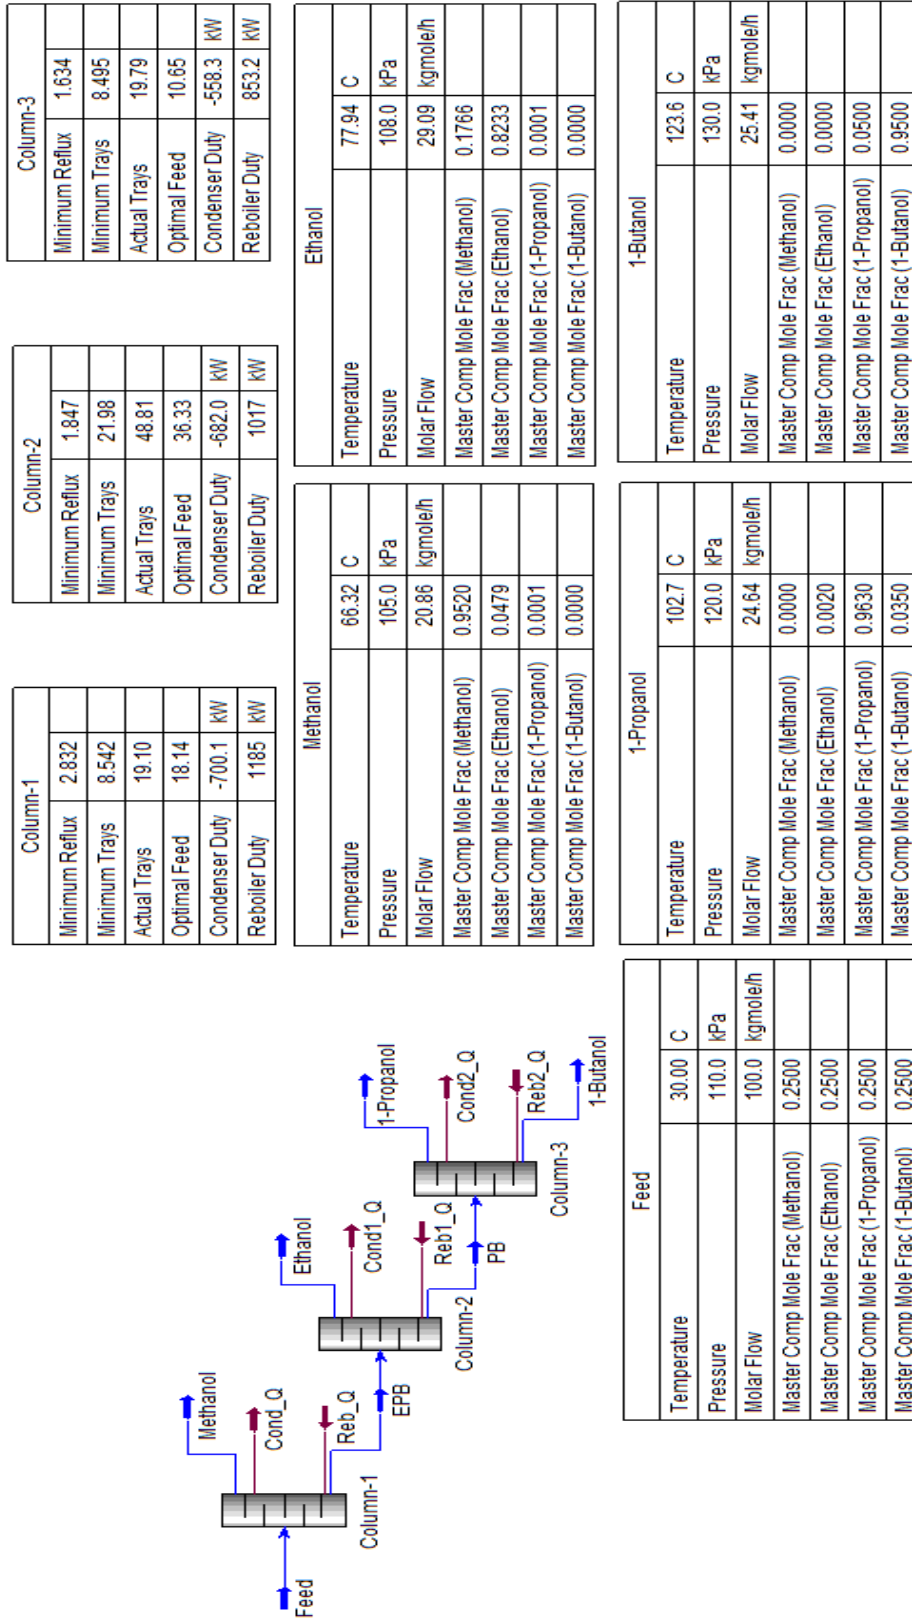 Column-1
Minimum Reflux 2.832
Minimum Trays 8.542
Actual Trays 19.10
Optimal Feed 18.14
Condenser Duty -700.1 kW
Reboiler Duty 1185 kW
Column-2
Minimum Reflux 1.847
Minimum Trays 21.98
Actual Trays 48.81
Optimal Feed 36.33
Condenser Duty -682.0 kW
Reboiler Duty 1017 kW
Column-3
Minimum Reflux 1.634
Minimum Trays 8.495
Actual Trays 19.79
Optimal Feed 10.65
Condenser Duty -558.3 kW
Reboiler Duty 853.2 kW
Feed
Column-1
Methanol
Cond_Q
Reb_Q
EPB
Column-2
Ethanol
Cond1_Q
Reb1_Q
PB
Column-3
1-Propanol
Cond2_Q
Reb2_Q
1-Butanol
Methanol
Temperature 66.32 C
Pressure 105.0 kPa
Molar Flow 20.86 kgmole/h
Master Comp Mole Frac (Methanol) 0.9520
Master Comp Mole Frac (Ethanol) 0.0479
Master Comp Mole Frac (1-Propanol) 0.0001
Master Comp Mole Frac (1-Butanol) 0.0000
Ethanol
Temperature 77.94 C
Pressure 108.0 kPa
Molar Flow 29.09 kgmole/h
Master Comp Mole Frac (Methanol) 0.1766
Master Comp Mole Frac (Ethanol) 0.8233
Master Comp Mole Frac (1-Propanol) 0.0001
Master Comp Mole Frac (1-Butanol) 0.0000
Feed
Temperature 30.00 C
Pressure 110.0 kPa
Molar Flow 100.0 kgmole/h
Master Comp Mole Frac (Methanol) 0.2500
Master Comp Mole Frac (Ethanol) 0.2500
Master Comp Mole Frac (1-Propanol) 0.2500
Master Comp Mole Frac (1-Butanol) 0.2500
1-Propanol
Temperature 102.7 C
Pressure 120.0 kPa
Molar Flow 24.64 kgmole/h
Master Comp Mole Frac (Methanol) 0.0000
Master Comp Mole Frac (Ethanol) 0.0020
Master Comp Mole Frac (1-Propanol) 0.9630
Master Comp Mole Frac (1-Butanol) 0.0350
1-Butanol
Temperature 123.6 C
Pressure 130.0 kPa
Molar Flow 25.41 kgmole/h
Master Comp Mole Frac (Methanol) 0.0000
Master Comp Mole Frac (Ethanol) 0.0000
Master Comp Mole Frac (1-Propanol) 0.0500
Master Comp Mole Frac (1-Butanol) 0.9500